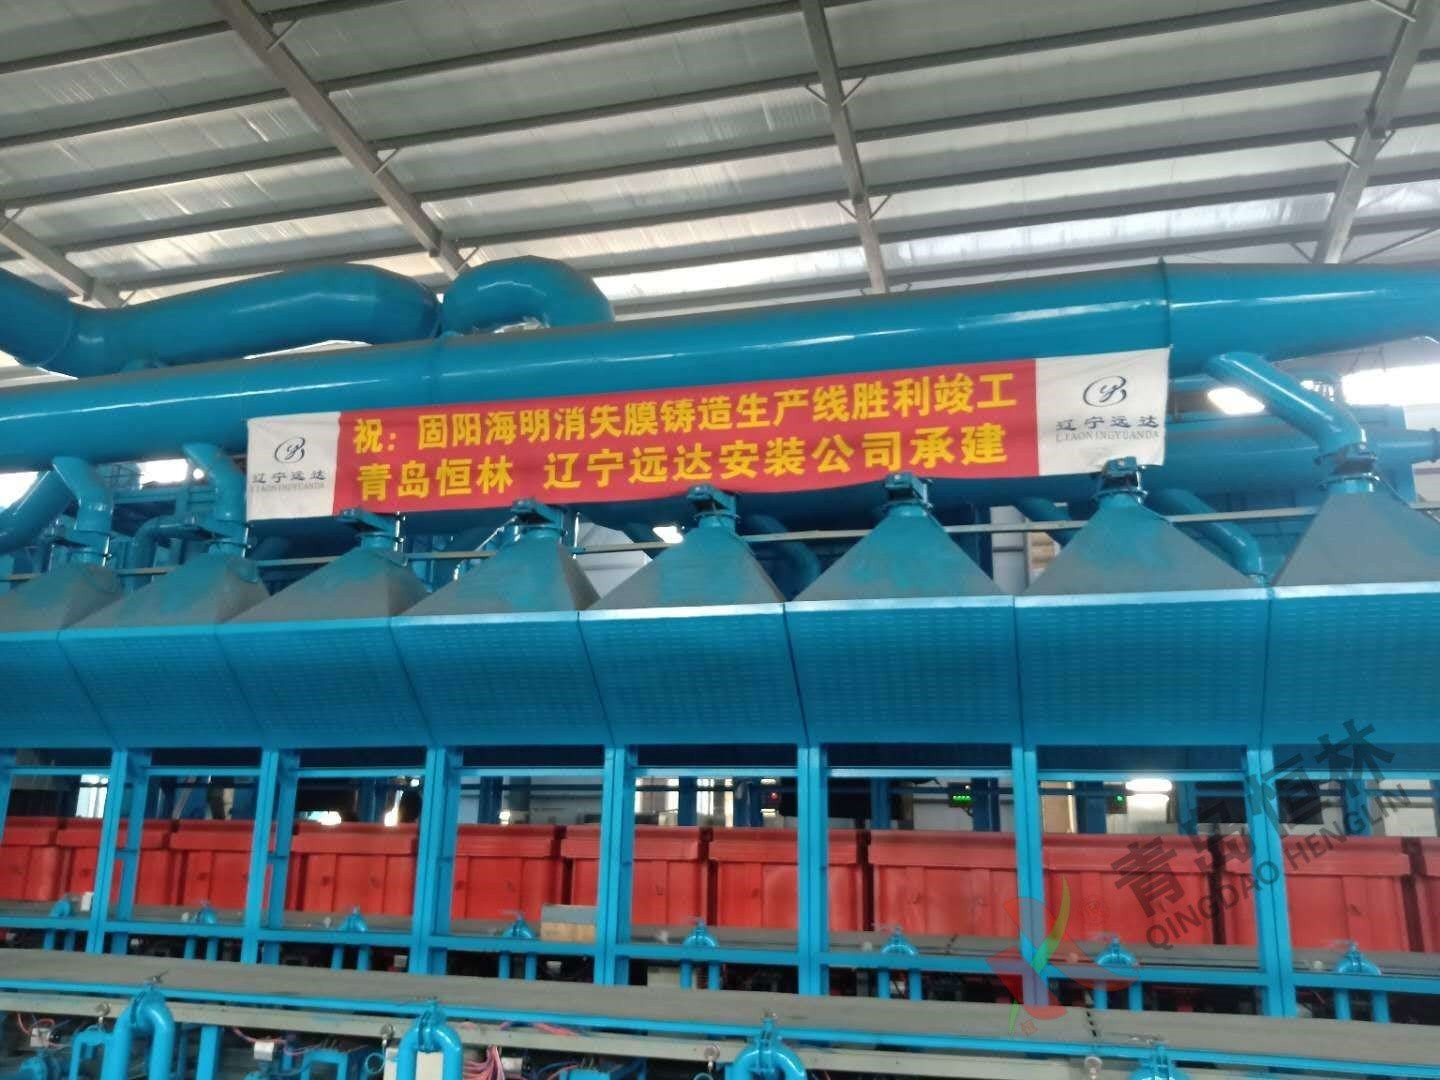 祝：固阳海明消失膜铸造生产线胜利竣工
青岛恒林 辽宁远达安装公司承建
辽宁远达
LIAONINGYUANDA
辽宁远达
LIAONINGYUANDA
青岛恒林
QINGDAO HENGLIN